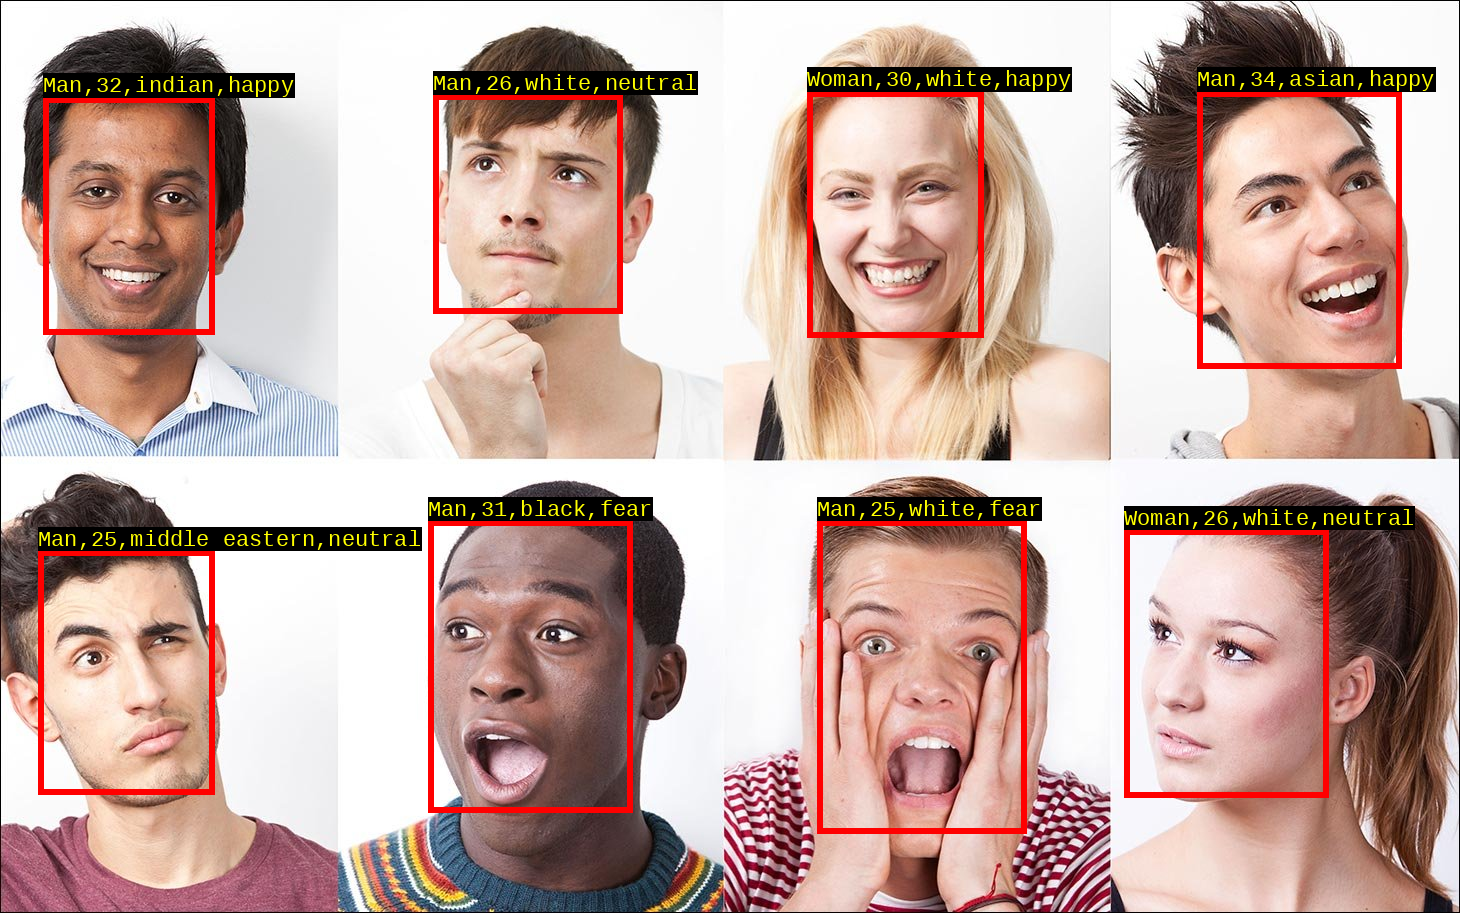 Man,32,indian,happy
Man,26,white,neutral
Woman,30,white,happy
Man,34,asian,happy
Man,25,middle eastern,neutral
Man,31,black,fear
Man,25,white,fear
Woman,26,white,neutral